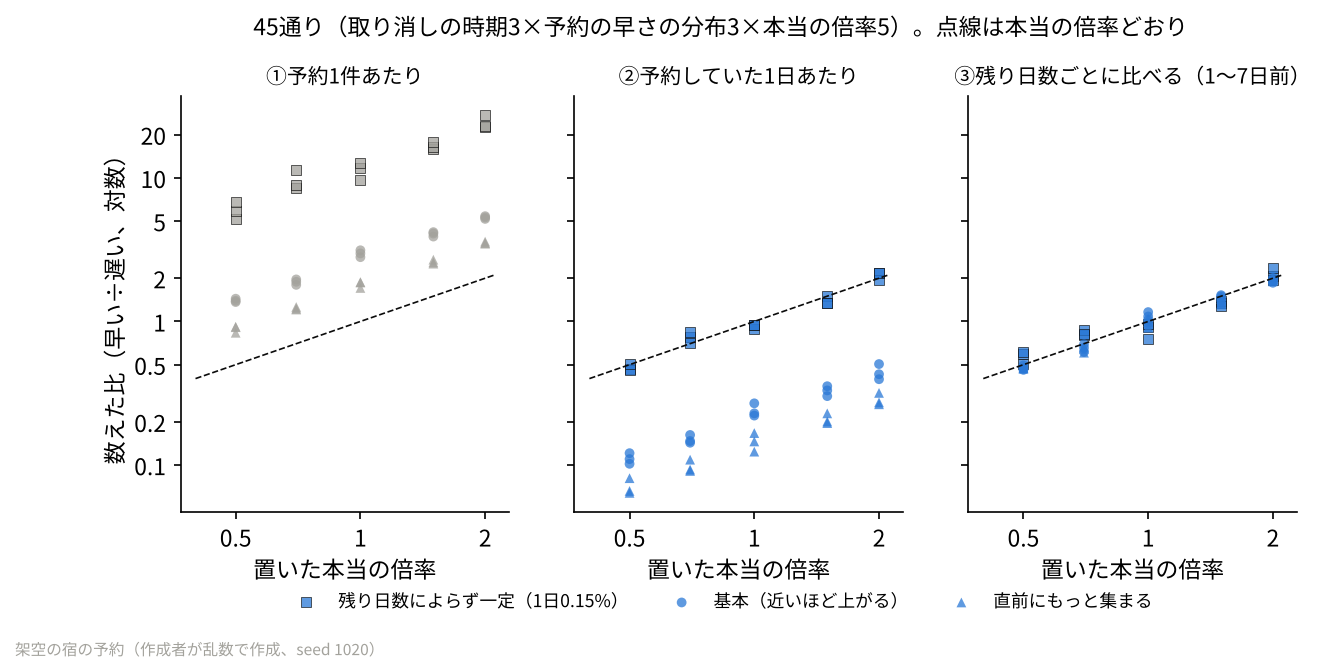 45通り（取り消しの時期3×予約の早さの分布3×本当の倍率5）。点線は本当の倍率どおり
①予約1件あたり
②予約していた1日あたり
③残り日数ごとに比べる（1〜7日前）
数えた比（早い÷遅い、対数）
20
10
5
2
1
0.5
0.2
0.1
0.5 1 2
0.5 1 2
0.5 1 2
置いた本当の倍率
置いた本当の倍率
置いた本当の倍率
残り日数によらず一定（1日0.15%） 基本（近いほど上がる） 直前にもっと集まる
架空の宿の予約（作成者が乱数で作成、seed 1020）